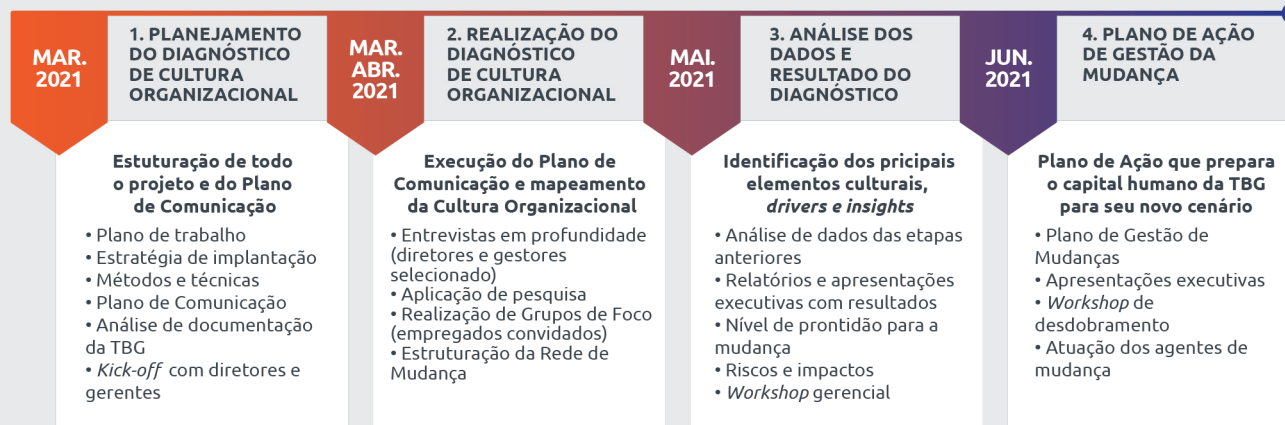 MAR.
2021
1. PLANEJAMENTO
DO DIAGNÓSTICO
DE CULTURA
ORGANIZACIONAL
Estuturação de todo
o projeto e do Plano
de Comunicação
• Plano de trabalho
• Estratégia de implantação
• Métodos e técnicas
• Plano de Comunicação
• Análise de documentação
da TBG
• Kick-off com diretores e
gerentes
MAR.
ABR.
2021
2. REALIZAÇÃO DO
DIAGNÓSTICO
DE CULTURA
ORGANIZACIONAL
Execução do Plano de
Comunicação e mapeamento
da Cultura Organizacional
• Entrevistas em profundidade
(diretores e gestores
selecionado)
• Aplicação de pesquisa
• Realização de Grupos de Foco
(empregados convidados)
• Estruturação da Rede de
Mudança
MAI.
2021
3. ANÁLISE DOS
DADOS E
RESULTADO DO
DIAGNÓSTICO
Identificação dos pricipais
elementos culturais,
drivers e insights
• Análise de dados das etapas
anteriores
• Relatórios e apresentações
executivas com resultados
• Nível de prontidão para a
mudança
• Riscos e impactos
• Workshop gerencial
JUN.
2021
4. PLANO DE AÇÃO
DE GESTÃO DA
MUDANÇA
Plano de Ação que prepara
o capital humano da TBG
para seu novo cenário
• Plano de Gestão de
Mudanças
• Apresentações executivas
• Workshop de
desdobramento
• Atuação dos agentes de
mudança